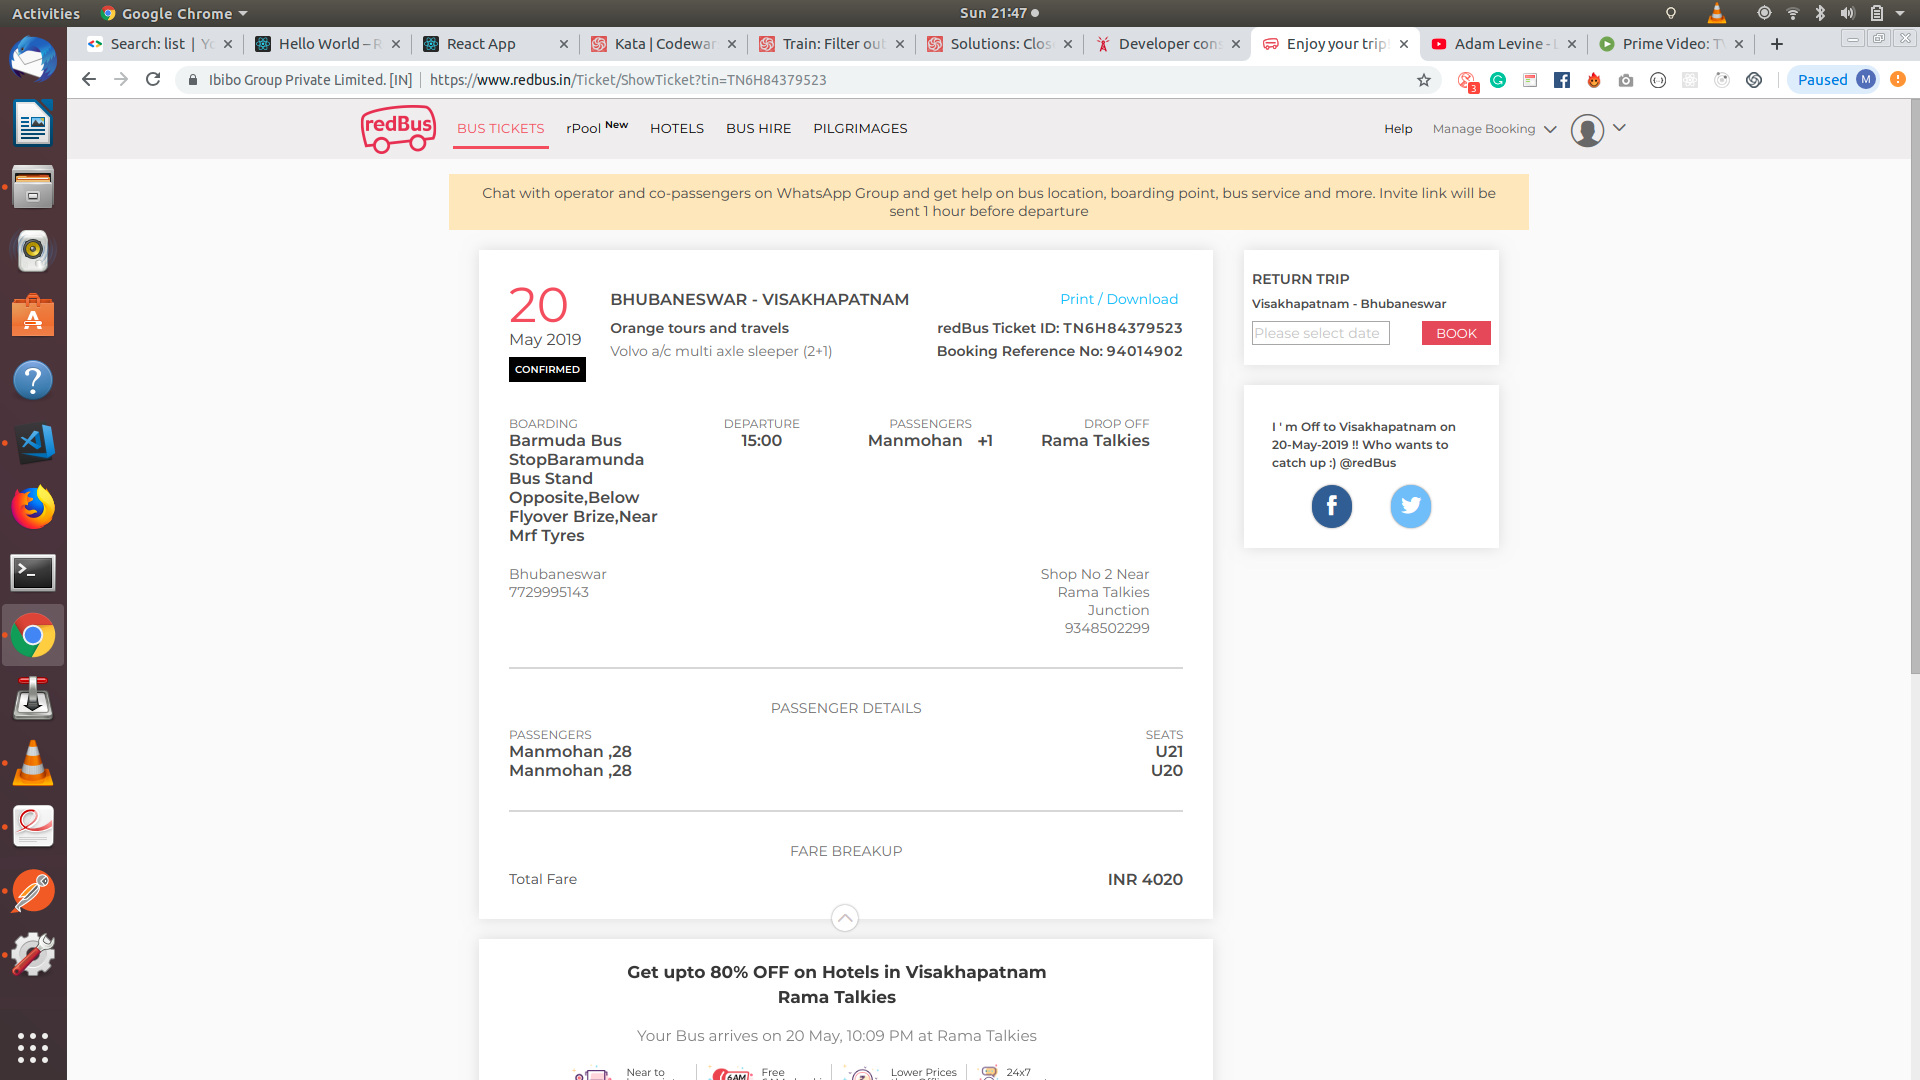 Activities
Google Chrome
Sun 21:47
Search: list | Yo
Hello World – R
React App
Kata | Codewar
Train: Filter out
Solutions: Clos
Developer cons
Enjoy your trip!
Adam Levine - L
Prime Video: TV
Ibibo Group Private Limited. [IN] | https://www.redbus.in/Ticket/ShowTicket?tin=TN6H84379523
3
Paused
M
redBus
BUS TICKETS
rPool New
HOTELS
BUS HIRE
PILGRIMAGES
Help
Manage Booking
Chat with operator and co-passengers on WhatsApp Group and get help on bus location, boarding point, bus service and more. Invite link will be
sent 1 hour before departure
20
May 2019
CONFIRMED
BHUBANESWAR - VISAKHAPATNAM
Print / Download
Orange tours and travels
redBus Ticket ID: TN6H84379523
Volvo a/c multi axle sleeper (2+1)
Booking Reference No: 94014902
BOARDING
Barmuda Bus
StopBaramunda
Bus Stand
Opposite,Below
Flyover Brize,Near
Mrf Tyres
Bhubaneswar
7729995143
DEPARTURE
15:00
PASSENGERS
Manmohan +1
DROP OFF
Rama Talkies
Shop No 2 Near
Rama Talkies
Junction
9348502299
PASSENGER DETAILS
PASSENGERS
SEATS
Manmohan ,28
U21
Manmohan ,28
U20
FARE BREAKUP
Total Fare
INR 4020
Get upto 80% OFF on Hotels in Visakhapatnam
Rama Talkies
Your Bus arrives on 20 May, 10:09 PM at Rama Talkies
Near to
6AM
Free
Lower Prices
24x7
RETURN TRIP
Visakhapatnam - Bhubaneswar
Please select date
BOOK
I ' m Off to Visakhapatnam on
20-May-2019 !! Who wants to
catch up :) @redBus